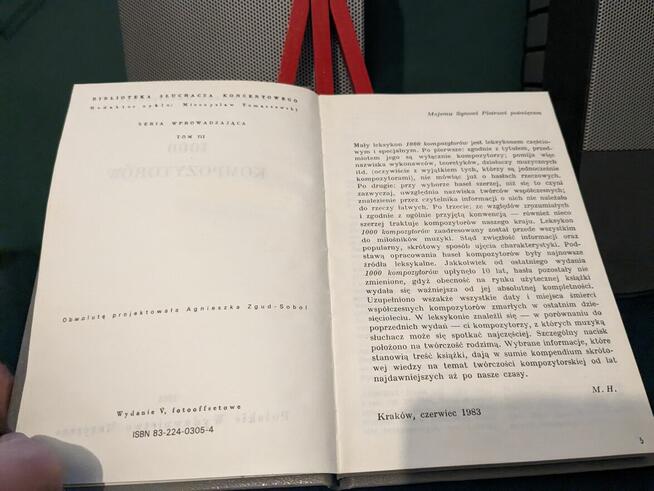 BIBLIOTEKA SŁUCHACZA KONCERTOWEGO
Redaktor cyklu: Mieczysław Tomaszewski
SERIA WPROWADZAJĄCA
TOM III
Obwolutę projektowała Agnieszka Zgud-Sobol
Wydanie V, fotooffsetowe
ISBN 83-224-0305-4
Mojemu Synowi Piotrowi poświęcam
Mały leksykon 1000 kompozytorów jest leksykonem częścio-
wym i specjalnym. Po pierwsze: zgodnie z tytułem, przed-
miotem jego są wyłącznie kompozytorzy; pomija więc
nazwiska wykonawców, teoretyków, działaczy muzycznych
itd. (oczywiście z wyjątkiem tych, którzy są jednocześnie
kompozytorami), nie mówiąc już o hasłach rzeczowych.
Po drugie: przy wyborze haseł szerzej, niż się to czyni
zazwyczaj, uwzględnia nazwiska twórców współczesnych;
znalezienie przez czytelnika informacji o nich nie należało
do rzeczy łatwych. Po trzecie: ze względów zrozumiałych
i zgodnie z ogólnie przyjętą konwencją — również nieco
szerzej traktuje kompozytorów naszego kraju. Leksykon
1000 kompozytorów zaadresowany został przede wszystkim
do miłośników muzyki. Stąd zwięzłość informacji oraz
popularny, skrótowy sposób ujęcia charakterystyki. Pod-
stawą opracowania haseł kompozytorów były najnowsze
źródła leksykalne. Jakkolwiek od ostatniego wydania
1000 kompozytorów upłynęło 10 lat, hasła pozostały nie
zmienione, gdyż obecność na rynku użytecznej książki
wydała się ważniejsza od jej absolutnej kompletności.
Uzupełniono wszakże wszystkie daty i miejsca śmierci
współczesnych kompozytorów zmarłych w ostatnim dzie-
sięcioleciu. W leksykonie znaleźli się — w porównaniu do
poprzednich wydań — ci kompozytorzy, z których muzyką
słuchacz może się spotkać najczęściej. Szczególny nacisk
położono na twórczość rodzimą. Wybrane informacje, które
stanowią treść książki, dają w sumie kompendium skróto-
wej wiedzy na temat twórczości kompozytorskiej od lat
najdawniejszych aż po nasze czasy.
M. H.
Kraków, czerwiec 1983
5